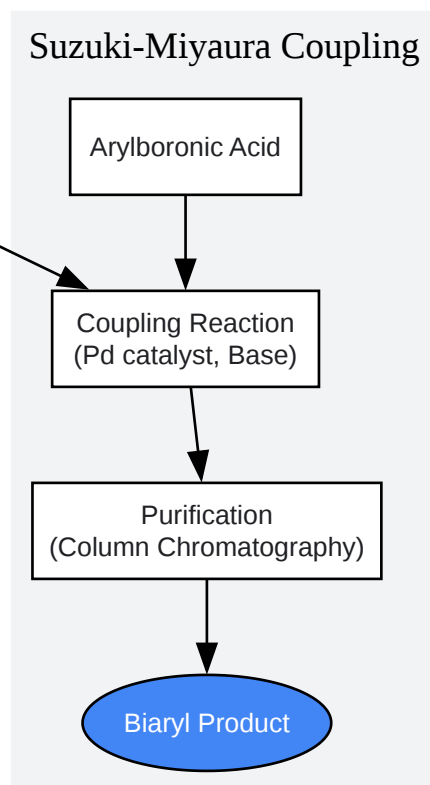 Suzuki-Miyaura Coupling
Arylboronic Acid
Coupling Reaction
(Pd catalyst, Base)
Purification
(Column Chromatography)
Biaryl Product